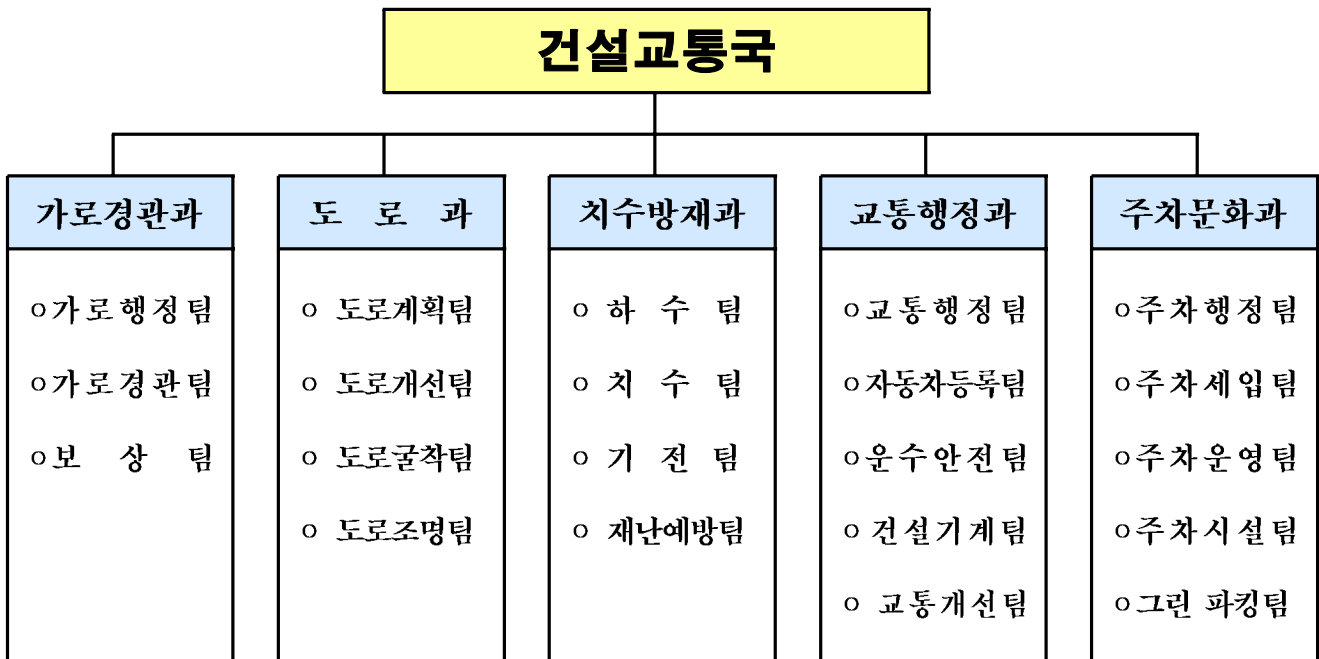 건설교통국
가로경관과
ㅇ가로행정팀
ㅇ가로경관팀
ㅇ보 상 팀
도 로 과
ㅇ 도로계획팀
ㅇ 도로개선팀
ㅇ 도로굴착팀
ㅇ 도로조명팀
치수방재과
ㅇ 하 수 팀
ㅇ 치 수 팀
ㅇ 기 전 팀
ㅇ 재난예방팀
교통행정과
ㅇ교통행정팀
ㅇ자동차등록팀
ㅇ운수안전팀
ㅇ 건설기계팀
ㅇ 교통개선팀
주차문화과
ㅇ주차행정팀
ㅇ주차세입팀
ㅇ주차운영팀
ㅇ주차시설팀
ㅇ그린 파킹팀